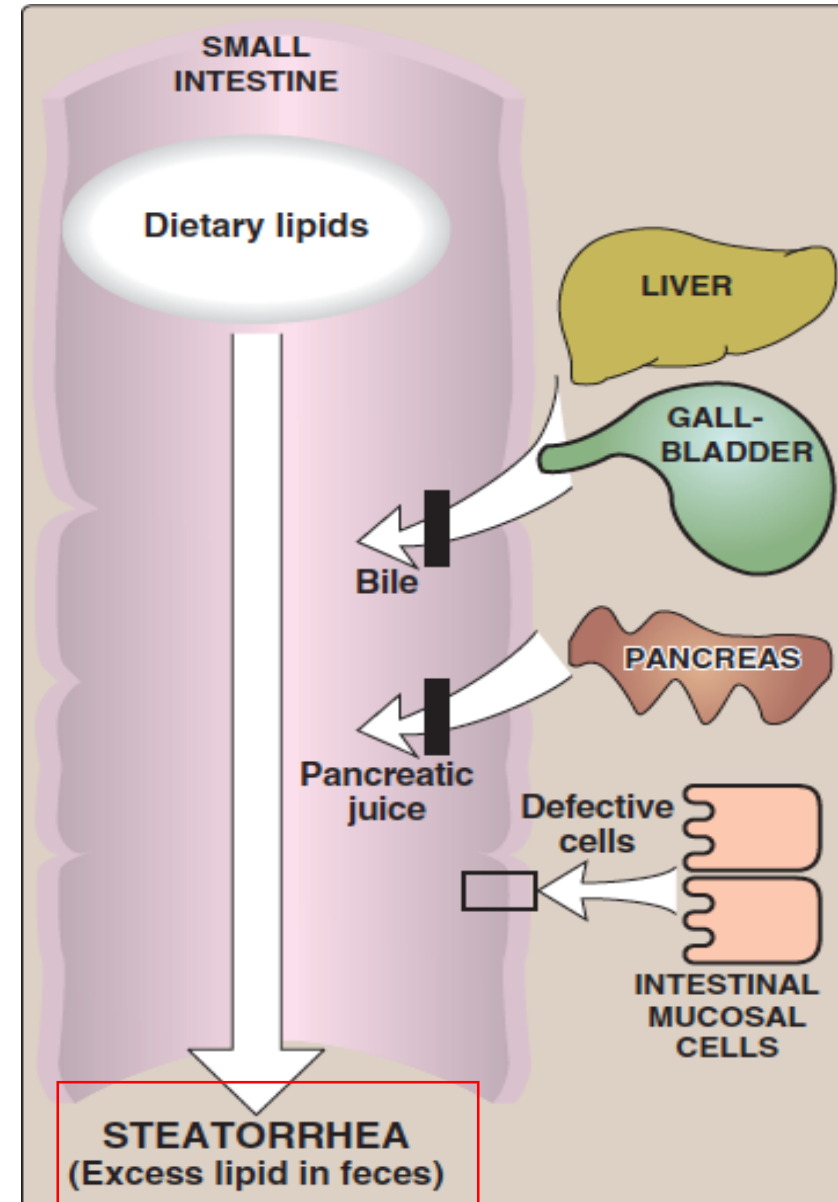 SMALL
INTESTINE
Dietary lipids
LIVER
GALL-
BLADDER
Bile
PANCREAS
Pancreatic
juice
Defective
cells
INTESTINAL
MUCOSAL
CELLS
STEATORRHEA
(Excess lipid in feces)